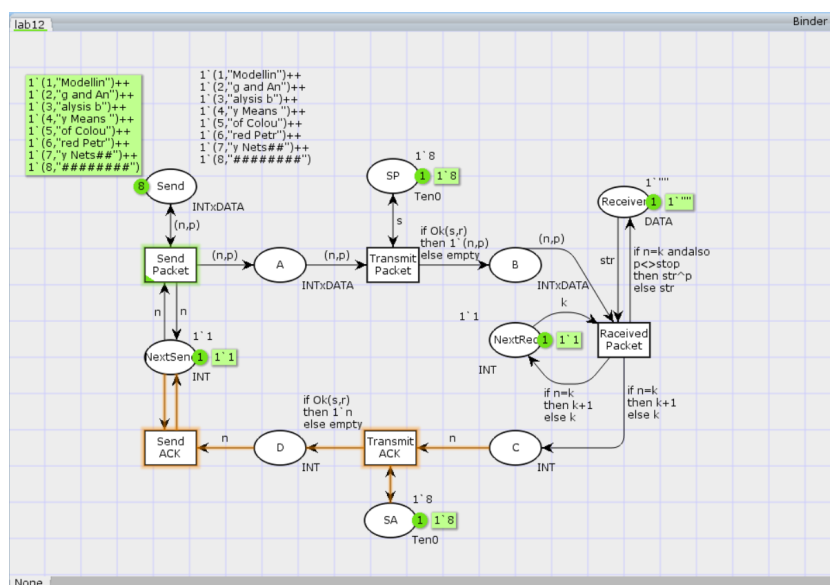 lab12
Binder
1`(1,"Modellin")++
1`(2,"g and An")++
1`(3,"alysis b")++
1`(4,"y Means ")++
1`(5,"of Colou")++
1`(6,"red Petr")++
1`(7,"y Nets##")++
1`(8,"########")
1`(1,"Modellin")++
1`(2,"g and An")++
1`(3,"alysis b")++
1`(4,"y Means ")++
1`(5,"of Colou")++
1`(6,"red Petr")++
1`(7,"y Nets##")++
1`(8,"########")
8
Send
INTxDATA
1`8
SP
1
1`8
Ten0
1`""
Receiver
1
1`""
DATA
(n,p)
s
Send
Packet
(n,p)
A
INTxDATA
(n,p)
Transmit
Packet
if Ok(s,r)
then 1`(n,p)
else empty
B
INTxDATA
(n,p)
str
if n=k andalso
p<>stop
then str^p
else str
n
n
k
1`1
NextRec
1
1`1
INT
Raceived
Packet
1`1
NextSend
1
1`1
INT
if n=k
then k+1
else k
if n=k
then k+1
else k
if Ok(s,r)
then 1`n
else empty
Send
ACK
n
D
INT
Transmit
ACK
n
C
INT
1`8
SA
1
1`8
Ten0
None